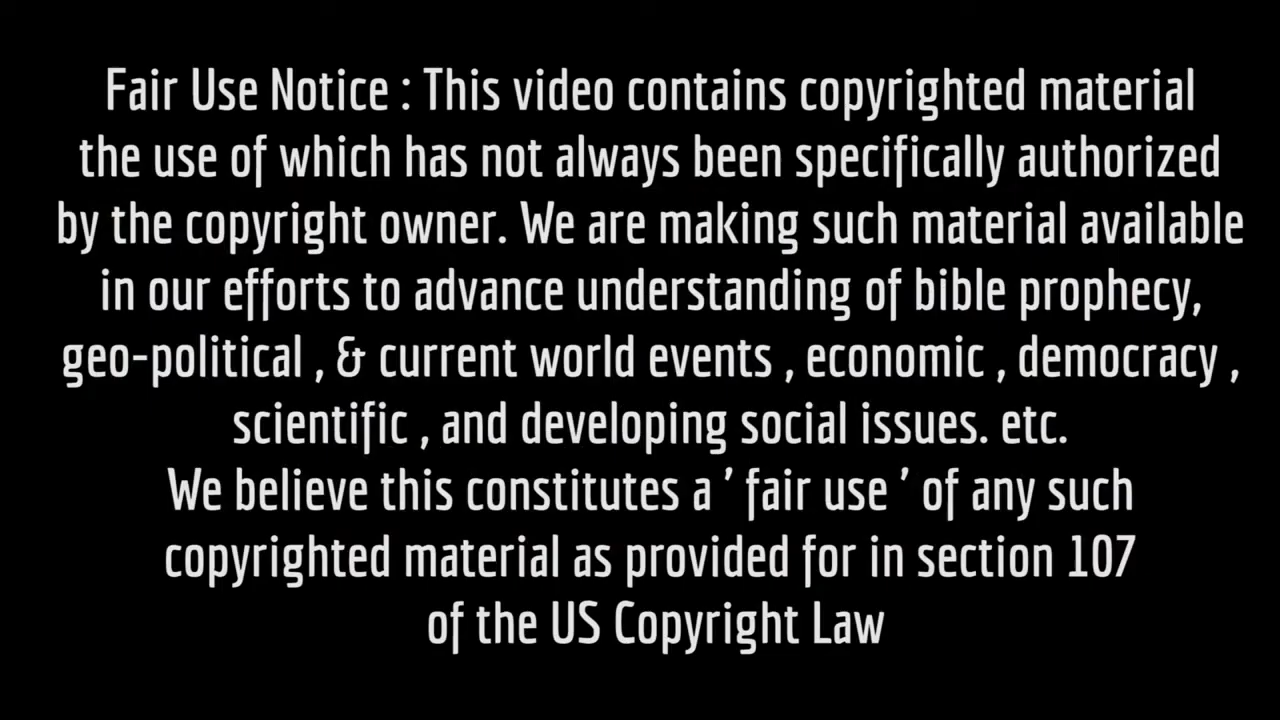 Fair Use Notice : This video contains copyrighted material
the use of which has not always been specifically authorized
by the copyright owner. We are making such material available
in our efforts to advance understanding of bible prophecy,
geo-political , & current world events , economic , democracy ,
scientific , and developing social issues. etc.
We believe this constitutes a ' fair use ' of any such
copyrighted material as provided for in section 107
of the US Copyright Law